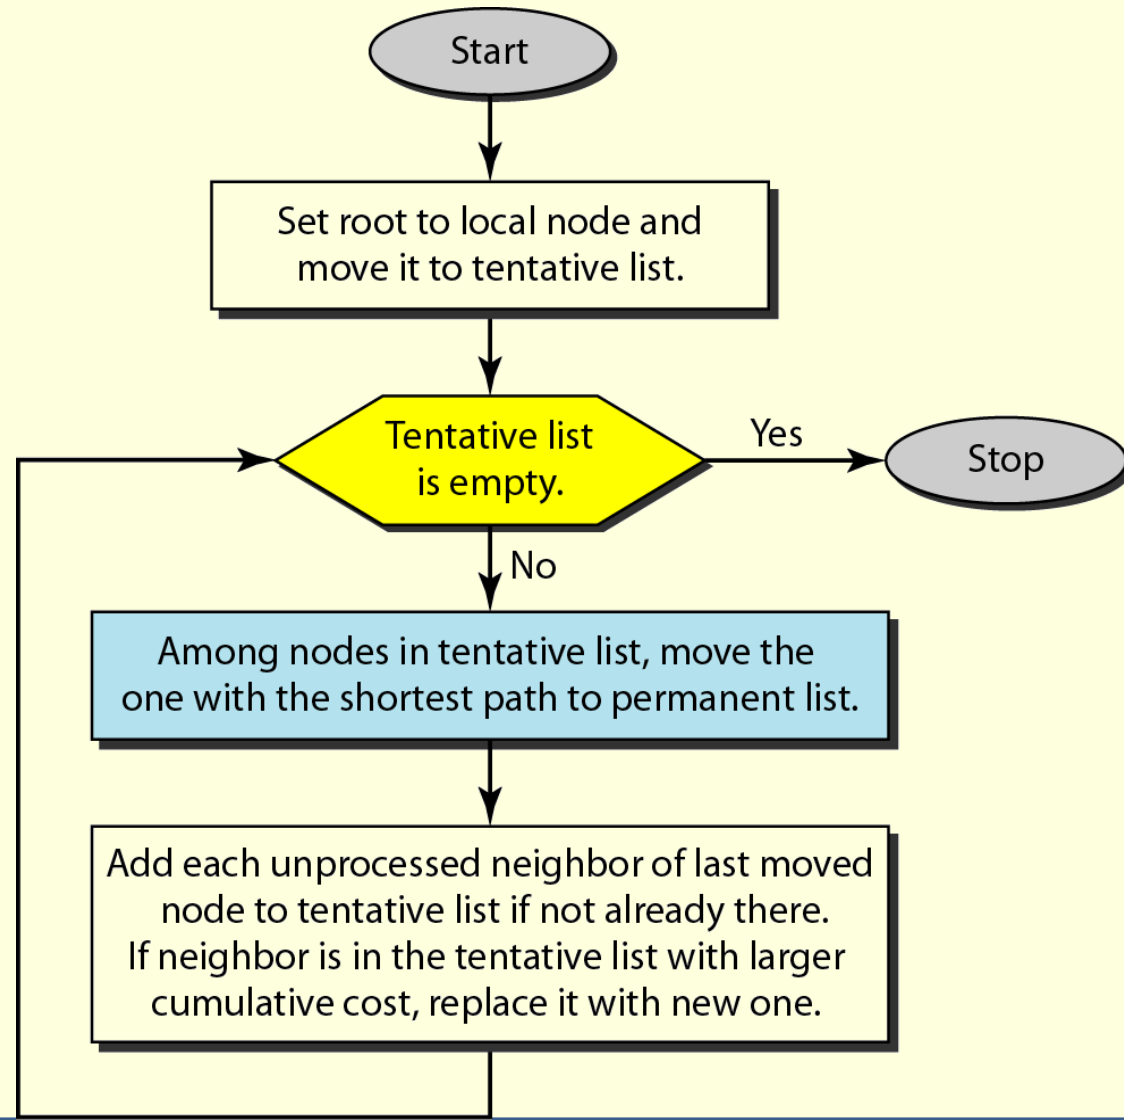 Start
Set root to local node and
move it to tentative list.
Tentative list
is empty.
Yes
Stop
No
Among nodes in tentative list, move the
one with the shortest path to permanent list.
Add each unprocessed neighbor of last moved
node to tentative list if not already there.
If neighbor is in the tentative list with larger
cumulative cost, replace it with new one.